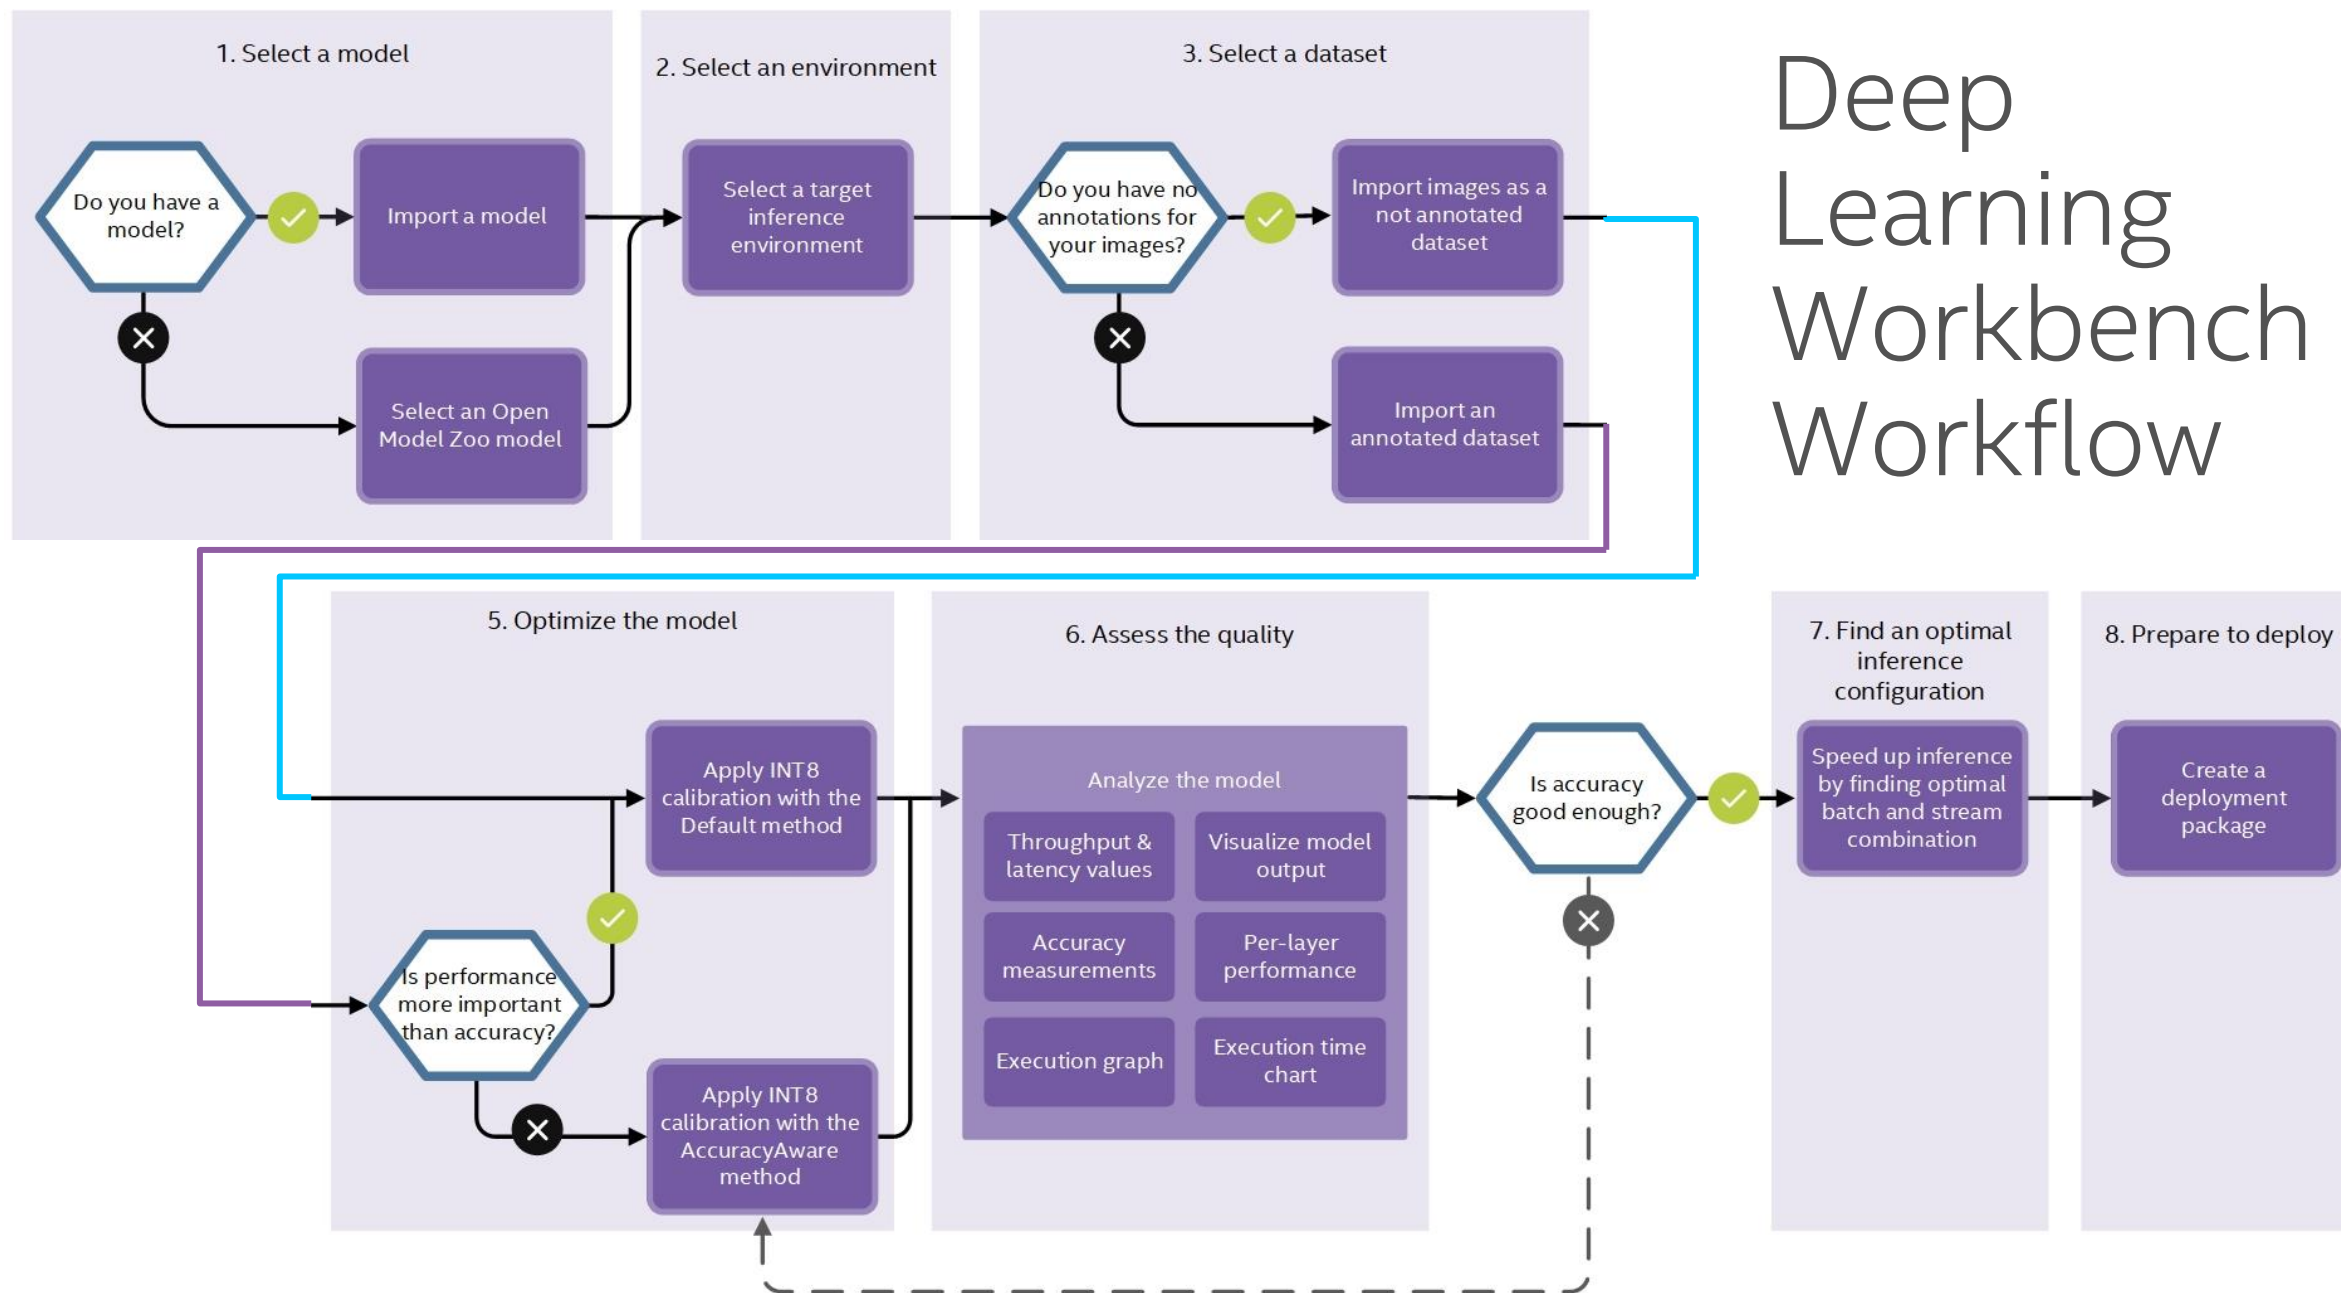 Deep
Learning
Workbench
Workflow
1. Select a model
Do you have a
model?
Import a model
Select an Open
Model Zoo model
2. Select an environment
Select a target
inference
environment
3. Select a dataset
Do you have no
annotations for
your images?
Import images as a
not annotated
dataset
Import an
annotated dataset
5. Optimize the model
Apply INT8
calibration with the
Default method
Is performance
more important
than accuracy?
Apply INT8
calibration with the
AccuracyAware
method
6. Assess the quality
Analyze the model
Throughput &
latency values
Visualize model
output
Accuracy
measurements
Per-layer
performance
Execution graph
Execution time
chart
Is accuracy
good enough?
7. Find an optimal
inference
configuration
Speed up inference
by finding optimal
batch and stream
combination
8. Prepare to deploy
Create a
deployment
package